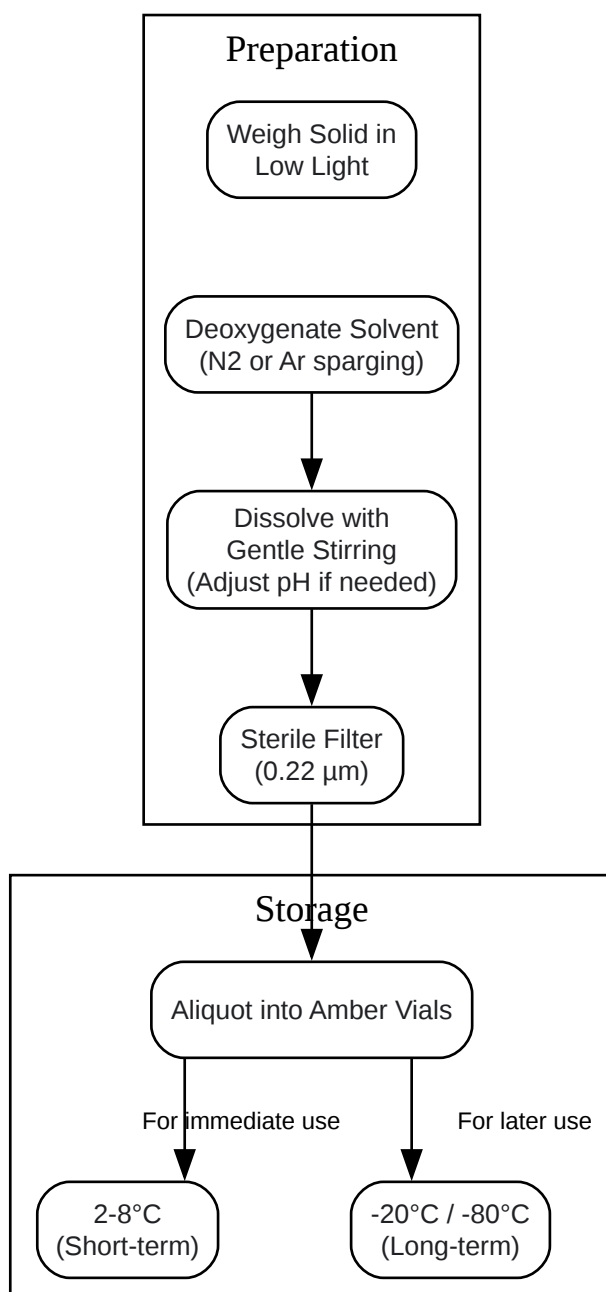 Preparation
Weigh Solid in
Low Light
Deoxygenate Solvent
(N2 or Ar sparging)
Dissolve with
Gentle Stirring
(Adjust pH if needed)
Sterile Filter
(0.22 µm)
Storage
Aliquot into Amber Vials
For immediate use
For later use
2-8°C
(Short-term)
-20°C / -80°C
(Long-term)